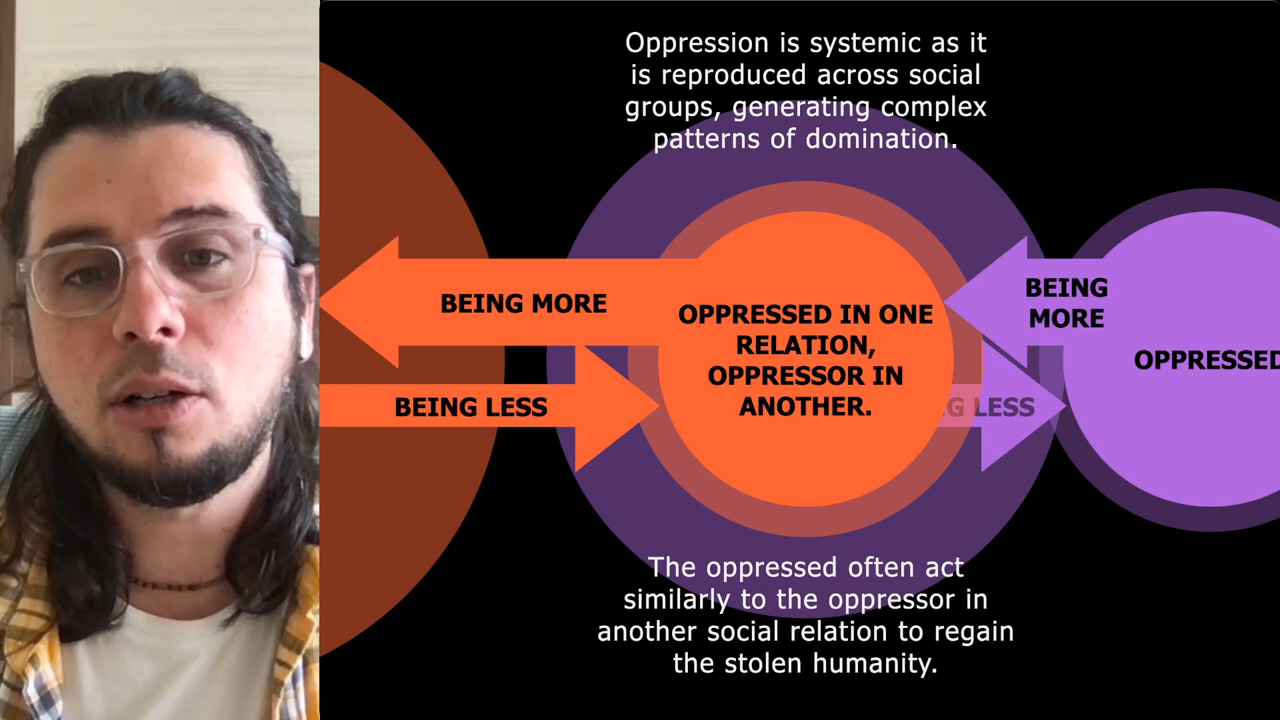 Oppression is systemic as it
is reproduced across social
groups, generating complex
patterns of domination.
BEING MORE
BEING LESS
OPPRESSED IN ONE
RELATION,
OPPRESSOR IN
ANOTHER.
BEING
MORE
LESS
OPPRESSED
The oppressed often act
similarly to the oppressor in
another social relation to regain
the stolen humanity.